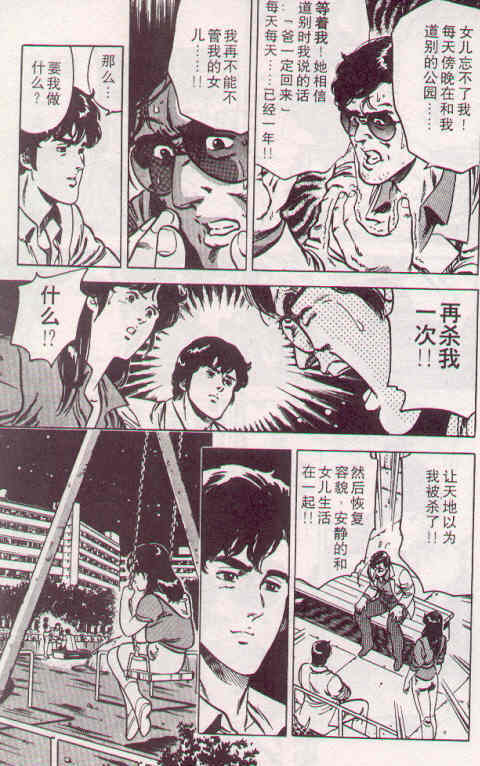 女儿忘不了我！
每天傍晚在和我
道别的公园……
等着我！她相信
道别时我说的话
:「爸一定回来」
每天每天……已经一年!!
我再不能不
管我的女
儿……!!
那么…
要我做
什么？
再杀我
一次!!
什么!?
让天地以为
我被杀了!!
然后恢复
容貌，安静的和
女儿生活
在一起!!